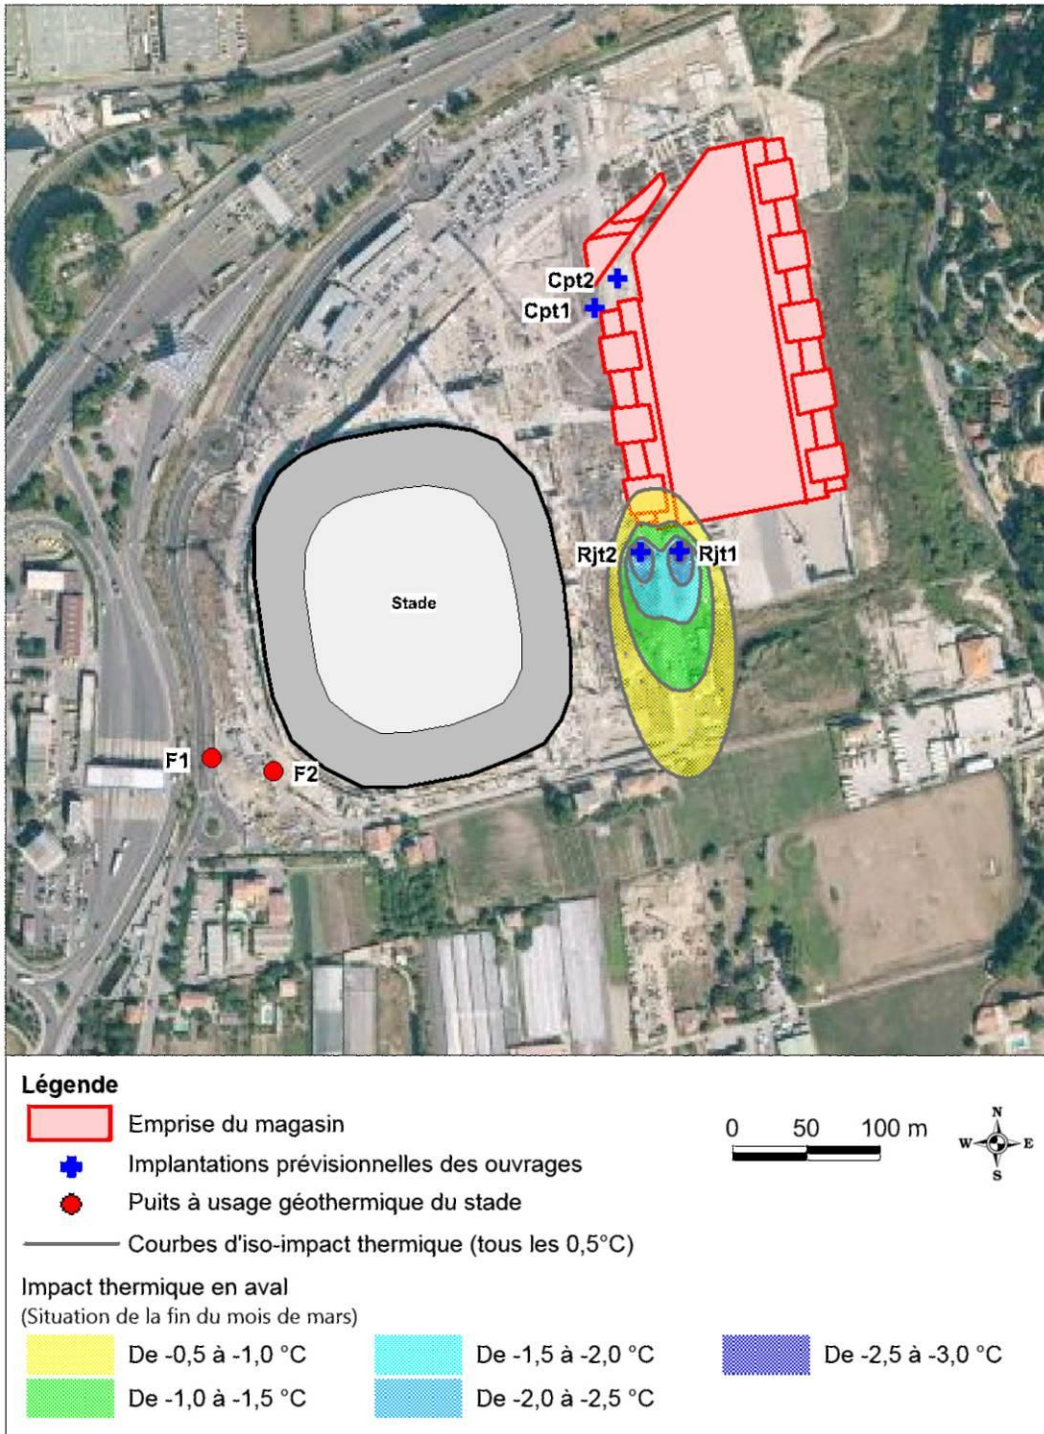 Cpt2
Cpt1
Rjt2
Rjt1
Stade
F1
F2
Légende
Emprise du magasin
Implantations prévisionnelles des ouvrages
Puits à usage géothermique du stade
Courbes d'iso-impact thermique (tous les 0,5°C)
0 50 100 m
N
W E
S
Impact thermique en aval
(Situation de la fin du mois de mars)
De -0,5 à -1,0 °C
De -1,5 à -2,0 °C
De -2,5 à -3,0 °C
De -1,0 à -1,5 °C
De -2,0 à -2,5 °C